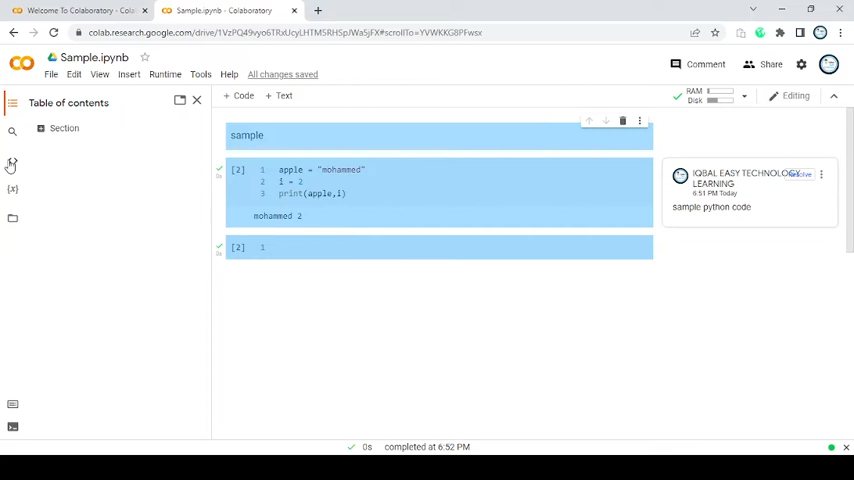 Welcome To Colaboratory - Colab
Sample.ipynb - Colaboratory
colab.research.google.com/drive/1VzPQ49vyo6TRxUcyLHTM5RHSpJWa5jFX#scrollTo=YVWKKG8PFwsx
Sample.ipynb
File Edit View Insert Runtime Tools Help All changes saved
Comment Share
Table of contents
+ Code + Text
RAM
Disk
Editing
Section
sample
[2] 1 apple = "mohammed"
2 i = 2
3 print(apple,i)
mohammed 2
[2] 1
IQBAL EASY TECHNOLOGY
LEARNING
Resolve
6:51 PM Today
sample python code
0s completed at 6:52 PM